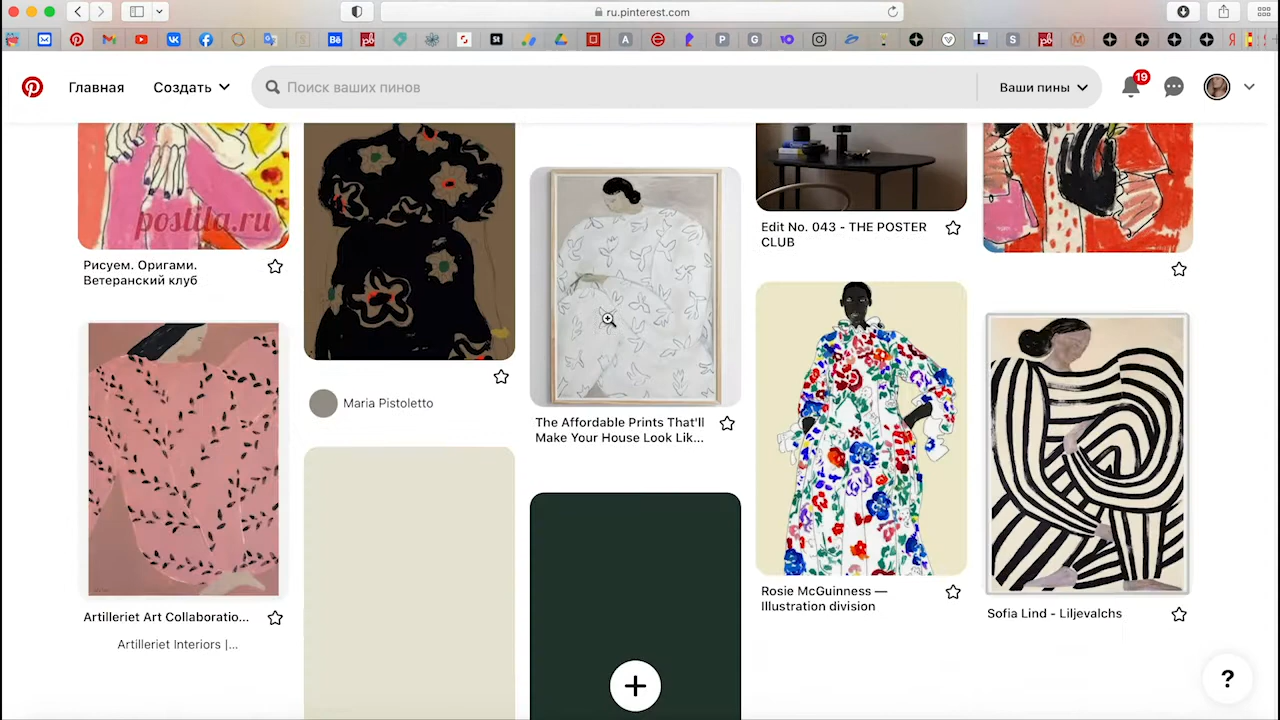 ru.pinterest.com
Главная
Создать
Поиск ваших пинов
Ваши пины
19
postila.ru
Рисуем. Оригами.
Ветеранский клуб
Maria Pistoletto
The Affordable Prints That'll
Make Your House Look Lik...
Edit No. 043 - THE POSTER
CLUB
Artilleriet Art Collaboratio...
Artilleriet Interiors |...
Rosie McGuinness —
Illustration division
Sofia Lind - Liljevalchs
?